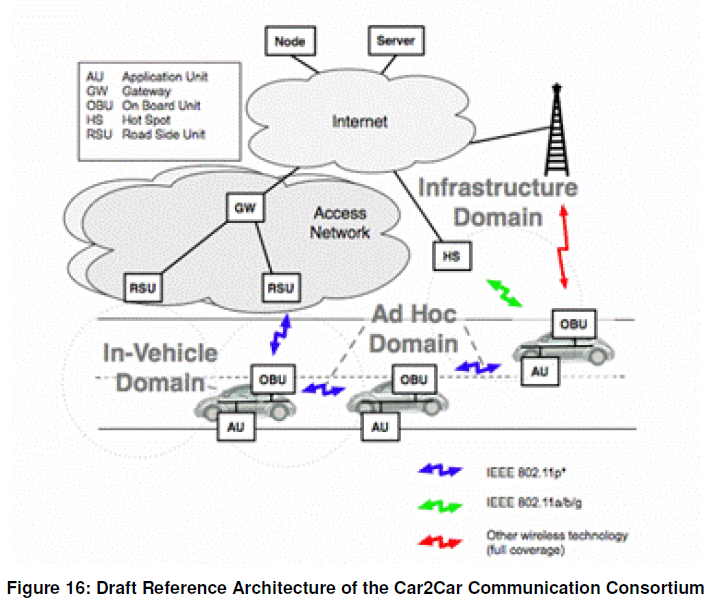 Node
Server
AU Application Unit
GW Gateway
OBU On Board Unit
HS Hot Spot
RSU Road Side Unit
Internet
Infrastructure
Domain
GW
Access
Network
HS
RSU
RSU
Ad Hoc
Domain
OBU
In-Vehicle
Domain
OBU
OBU
AU
AU
AU
IEEE 802.11p*
IEEE 802.11a/b/g
Other wireless technology
(full coverage)
Figure 16: Draft Reference Architecture of the Car2Car Communication Consortium